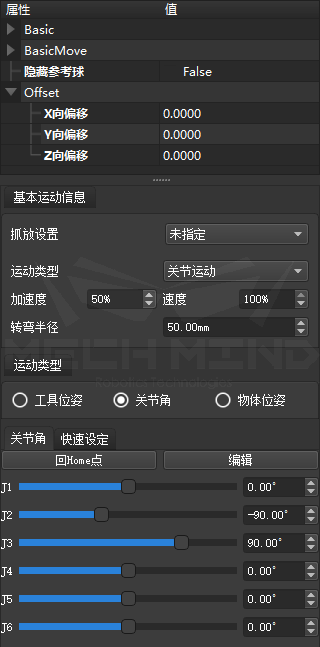 属性 值
Basic
BasicMove
隐藏参考球 False
Offset
X向偏移 0.0000
Y向偏移 0.0000
Z向偏移 0.0000
基本运动信息
抓放设置 未指定
运动类型 关节运动
加速度 50% 速度 100%
转弯半径 50.00mm
MECH MIND
Robotics Technologies
运动类型
工具位姿 关节角 物体位姿
关节角 快速设定
回Home点 编辑
J1 0.00°
J2 -90.00°
J3 90.00°
J4 0.00°
J5 0.00°
J6 0.00°